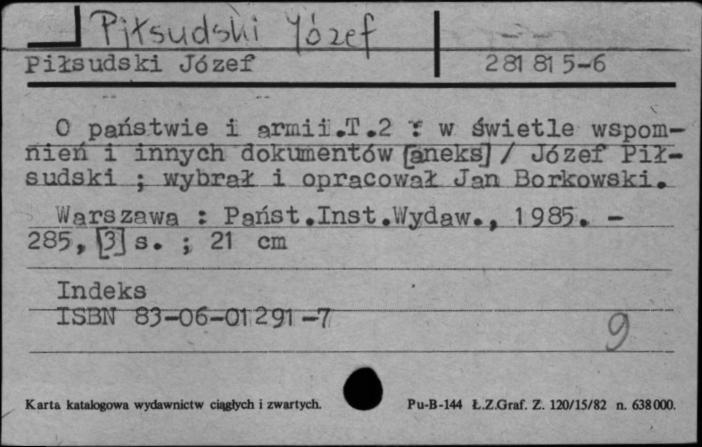 Piłsudski Józef
Piłsudski Józef 281815-6
O państwie i armii.T.2 : w świetle wspom-
nień i innych dokumentów [aneks] / Józef Pił-
sudski ; wybrał i opracował Jan Borkowski.
Warszawa : Państ.Inst.Wydaw., 1985. -
285, [3] s. ; 21 cm
Indeks
ISBN 83-06-01291-7
9
Karta katalogowa wydawnictw ciągłych i zwartych. Pu-B-144 Ł.Z.Graf. Z. 120/15/82 n. 638000.